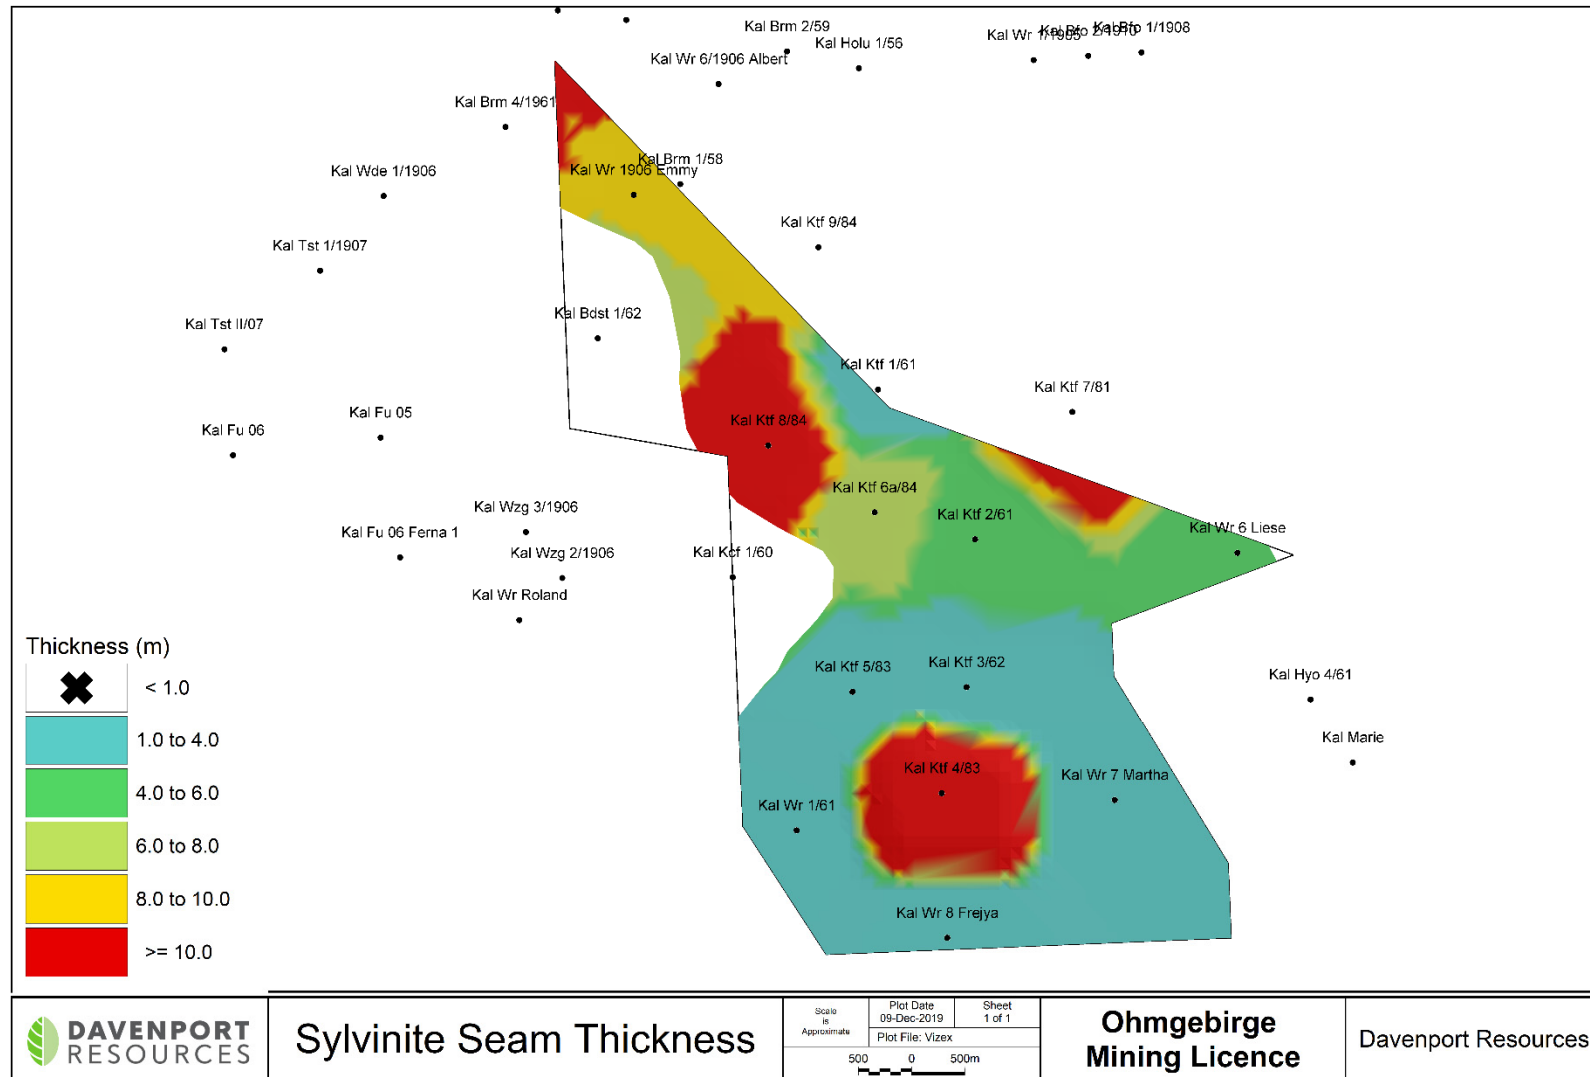 Kal Brm 2/59
Kal Holu 1/56
Kal Wr 1/1905
Kal Bfo 2/1910
Kal Bfo 1/1908
Kal Wr 6/1906 Albert
Kal Brm 4/1961
Kal Brm 1/58
Kal Wr 1906 Emmy
Kal Wde 1/1906
Kal Ktf 9/84
Kal Tst 1/1907
Kal Bdst 1/62
Kal Tst II/07
Kal Ktf 1/61
Kal Ktf 7/81
Kal Fu 05
Kal Ktf 8/84
Kal Fu 06
Kal Ktf 6a/84
Kal Wzg 3/1906
Kal Ktf 2/61
Kal Wr 6 Liese
Kal Fu 06 Ferna 1
Kal Wzg 2/1906
Kal Kcf 1/60
Kal Wr Roland
Kal Ktf 5/83
Kal Ktf 3/62
Kal Hyo 4/61
Kal Marie
Kal Ktf 4/83
Kal Wr 7 Martha
Kal Wr 1/61
Kal Wr 8 Frejya
Thickness (m)
< 1.0
1.0 to 4.0
4.0 to 6.0
6.0 to 8.0
8.0 to 10.0
>= 10.0
DAVENPORT
RESOURCES
Sylvinite Seam Thickness
Scale
is
Approximate
Plot Date
09-Dec-2019
Sheet
1 of 1
Plot File: Vizex
500 0 500m
Ohmgebirge
Mining Licence
Davenport Resources